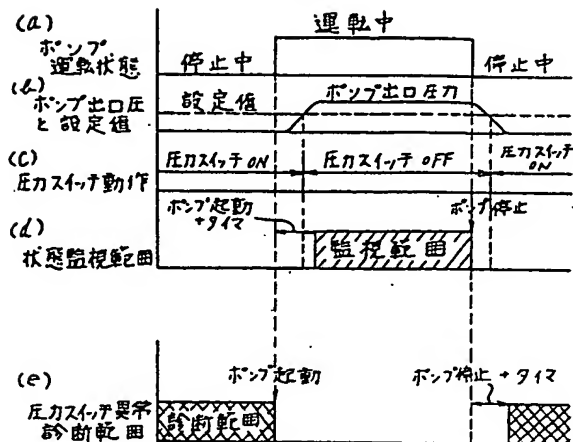 (a)
ポンプ
運転状態
停止中
運転中
停止中
(b)
ポンプ出口圧
と設定値
設定値
ポンプ出口圧力
(c)
圧力スイッチ動作
圧力スイッチ ON
圧力スイッチ OFF
圧力スイッチ
ON
(d)
状態監視範囲
ポンプ起動
+タイマ
監視範囲
ポンプ停止
(e)
圧力スイッチ異常
診断範囲
診断範囲
ポンプ起動
ポンプ停止+タイマ